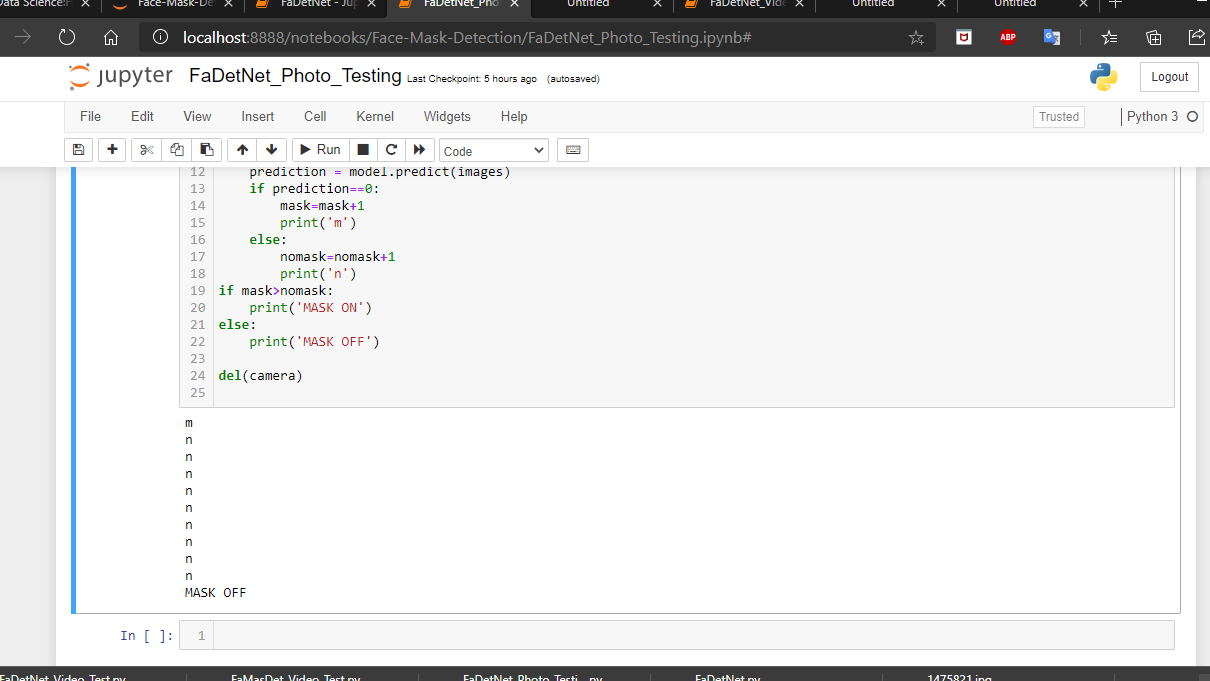 ata Science:F
Face-Mask-De
FaDetNet - Jup
FaDetNet_Pho
Untitled
FaDetNet_Vide
Untitled
Untitled
localhost:8888/notebooks/Face-Mask-Detection/FaDetNet_Photo_Testing.ipynb#
ABP
jupyter FaDetNet_Photo_Testing Last Checkpoint: 5 hours ago (autosaved)
Logout
File Edit View Insert Cell Kernel Widgets Help
Trusted
Python 3
Run
Code
12 prediction = model.predict(images)
13 if prediction==0:
14 mask=mask+1
15 print('m')
16 else:
17 nomask=nomask+1
18 print('n')
19 if mask>nomask:
20 print('MASK ON')
21 else:
22 print('MASK OFF')
23
24 del(camera)
25
m
n
n
n
n
n
n
n
n
n
MASK OFF
In [ ]: 1
FaDetNet_Video_Test.py
FaMasDet_Video_Test.py
FaDetNet_Photo_Testi....py
FaDetNet.py
1475821.jpg